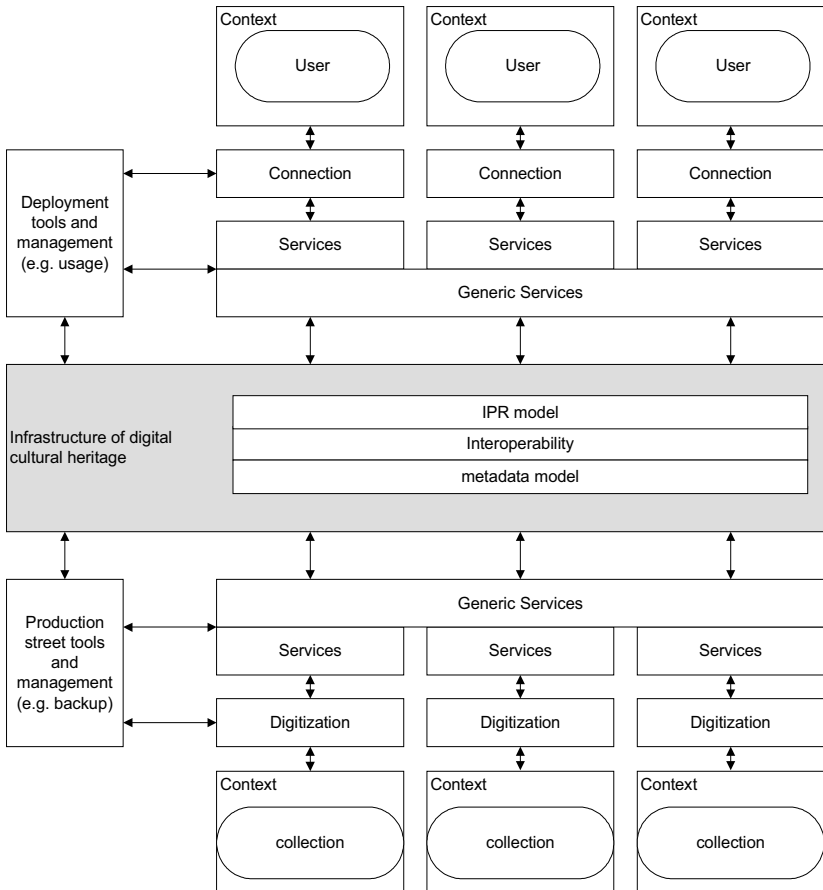 Context Context Context
User User User
Connection Connection Connection
Deployment
tools and
management
(e.g. usage)
Services Services Services
Generic Services
Infrastructure of digital
cultural heritage
IPR model
Interoperability
metadata model
Generic Services
Production
street tools
and
management
(e.g. backup)
Services Services Services
Digitization Digitization Digitization
Context Context Context
collection collection collection